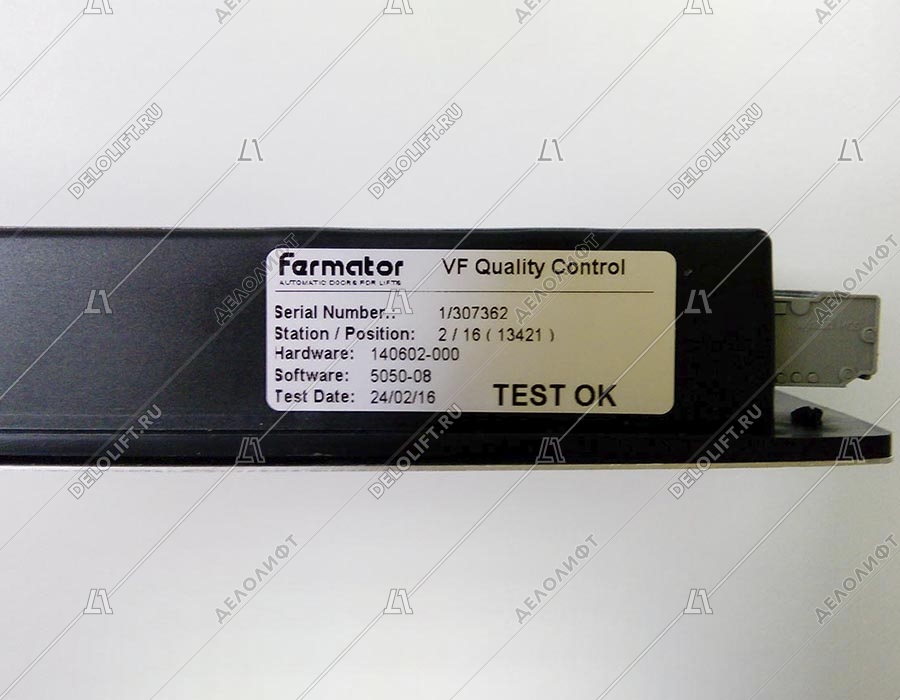 Fermator VF Quality Control
AUTOMATIC DOORS FOR LIFTS
Serial Number.: 1/307362
Station / Position: 2 / 16 ( 13421 )
Hardware: 140602-000
Software: 5050-08
Test Date: 24/02/16 TEST OK
DELOLIFT.RU
ДЕЛОЛИФТ